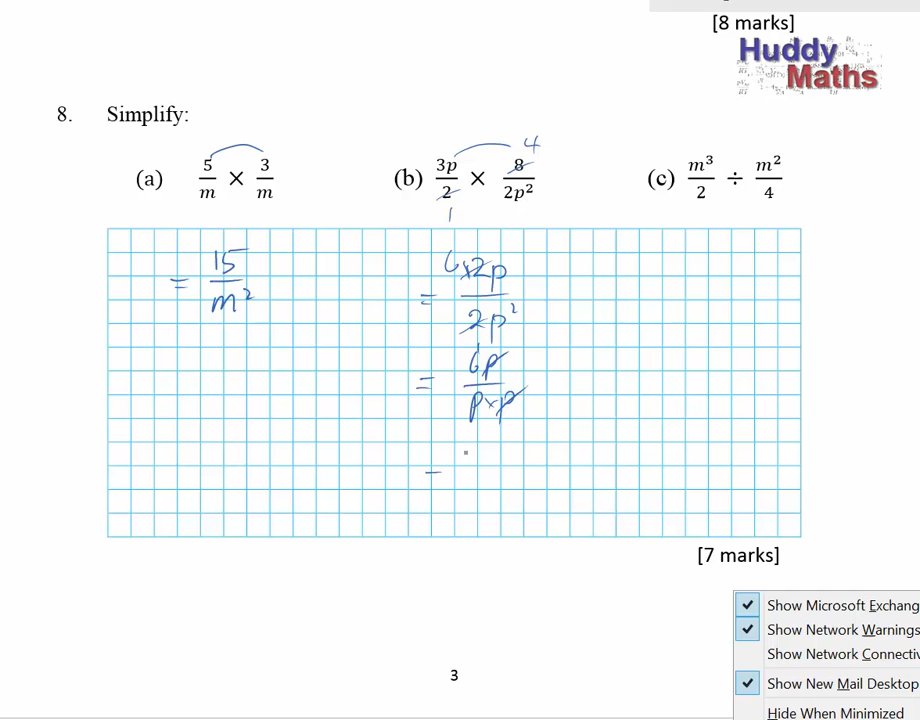 [8 marks]
Huddy
Maths
8. Simplify:
(a) 5/m × 3/m
(b) 3p/2 × 8/2p² 4 1
(c) m³/2 ÷ m²/4
= 15/m²
= 6×2p/2p²
= 6p/p×p
[7 marks]
Show Microsoft Exchang
Show Network Warnings
Show Network Connectiv
Show New Mail Desktop
Hide When Minimized
3